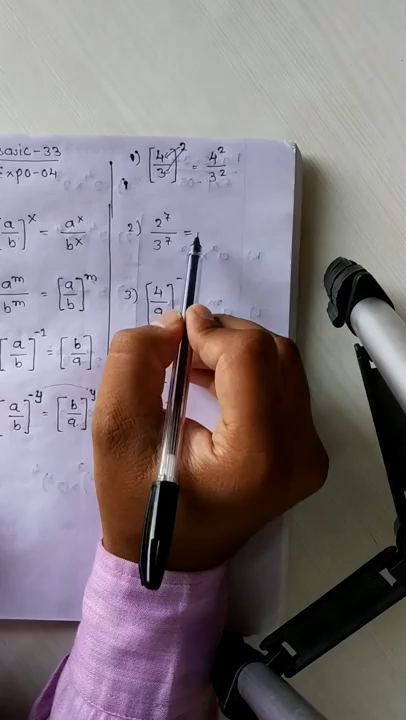 Basic-33
Expo-04
[a/b]^x = a^x/b^x
a^m/b^m = [a/b]^m
[a/b]^-1 = [b/a]
[a/b]^-y = [b/a]^y
1) [4/3]^2 = 4^2/3^2
2) 2^7/3^7 =
3) [4/9]^-